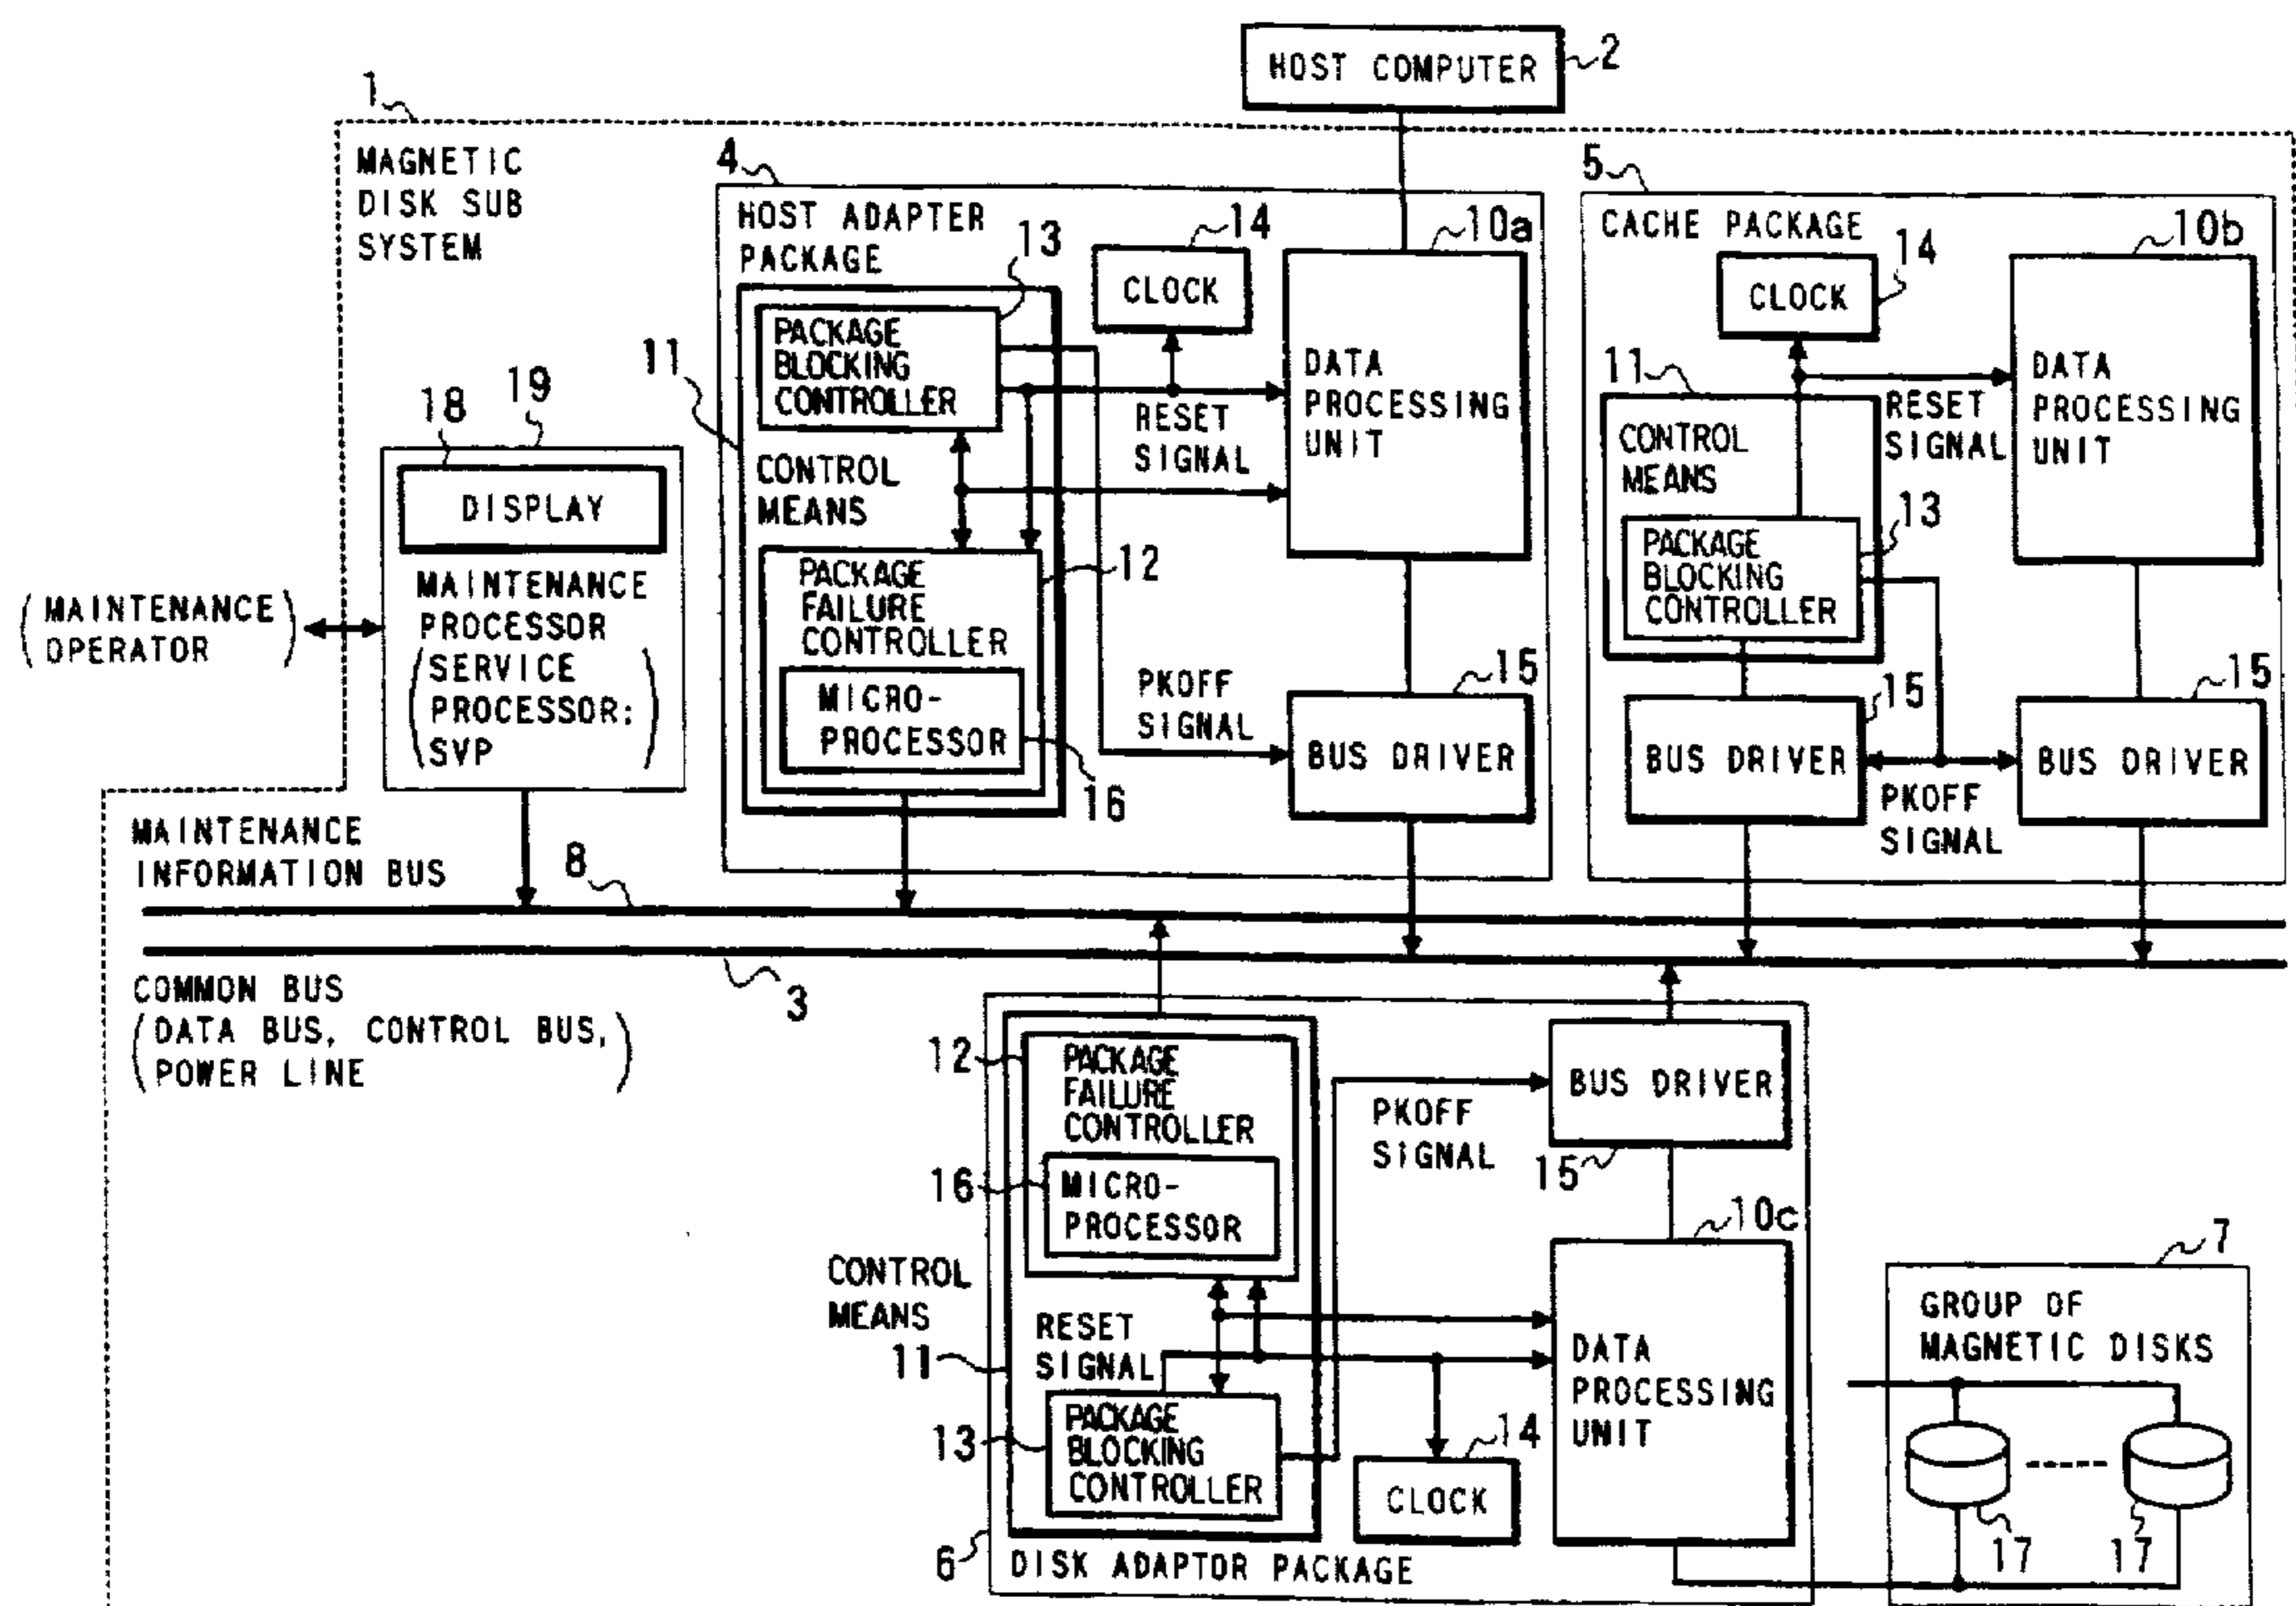 HOST COMPUTER
2
1
MAGNETIC
DISK SUB
SYSTEM
4
HOST ADAPTER
PACKAGE
13
14
CLOCK
10a
DATA
PROCESSING
UNIT
11
PACKAGE
BLOCKING
CONTROLLER
RESET
SIGNAL
CONTROL
MEANS
PACKAGE
FAILURE
CONTROLLER
12
MICRO-
PROCESSOR
16
PKOFF
SIGNAL
15
BUS DRIVER
5
CACHE PACKAGE
14
CLOCK
10b
DATA
PROCESSING
UNIT
11
CONTROL
MEANS
RESET
SIGNAL
13
PACKAGE
BLOCKING
CONTROLLER
15
BUS DRIVER
15
BUS DRIVER
PKOFF
SIGNAL
18
19
DISPLAY
MAINTENANCE
PROCESSOR
(SERVICE
PROCESSOR:
SVP)
(MAINTENANCE
OPERATOR)
MAINTENANCE
INFORMATION BUS
8
3
COMMON BUS
(DATA BUS, CONTROL BUS,
POWER LINE)
12
PACKAGE
FAILURE
CONTROLLER
16
MICRO-
PROCESSOR
PKOFF
SIGNAL
BUS DRIVER
15
10c
CONTROL
MEANS
11
RESET
SIGNAL
DATA
PROCESSING
UNIT
13
PACKAGE
BLOCKING
CONTROLLER
14
CLOCK
6
DISK ADAPTOR PACKAGE
7
GROUP OF
MAGNETIC DISKS
17
17